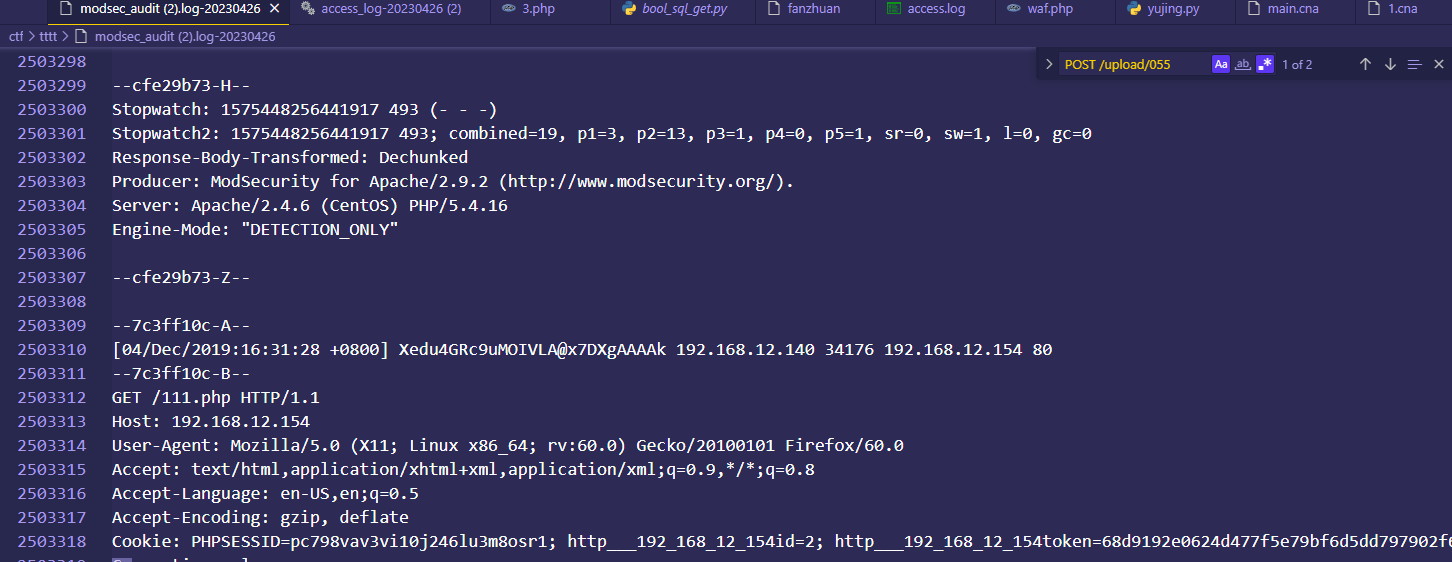 modsec_audit (2).log-20230426 × access_log-20230426 (2) 3.php bool_sql_get.py fanzhuan access.log waf.php yujing.py main.cna 1.cna
ctf > tttt > modsec_audit (2).log-20230426
POST /upload/055 Aa ab .* 1 of 2
2503298
2503299 --cfe29b73-H--
2503300 Stopwatch: 1575448256441917 493 (- - -)
2503301 Stopwatch2: 1575448256441917 493; combined=19, p1=3, p2=13, p3=1, p4=0, p5=1, sr=0, sw=1, l=0, gc=0
2503302 Response-Body-Transformed: Dechunked
2503303 Producer: ModSecurity for Apache/2.9.2 (http://www.modsecurity.org/).
2503304 Server: Apache/2.4.6 (CentOS) PHP/5.4.16
2503305 Engine-Mode: "DETECTION_ONLY"
2503306
2503307 --cfe29b73-Z--
2503308
2503309 --7c3ff10c-A--
2503310 [04/Dec/2019:16:31:28 +0800] Xedu4GRc9uMOIVLA@x7DXgAAAAk 192.168.12.140 34176 192.168.12.154 80
2503311 --7c3ff10c-B--
2503312 GET /111.php HTTP/1.1
2503313 Host: 192.168.12.154
2503314 User-Agent: Mozilla/5.0 (X11; Linux x86_64; rv:60.0) Gecko/20100101 Firefox/60.0
2503315 Accept: text/html,application/xhtml+xml,application/xml;q=0.9,*/*;q=0.8
2503316 Accept-Language: en-US,en;q=0.5
2503317 Accept-Encoding: gzip, deflate
2503318 Cookie: PHPSESSID=pc798vav3vi10j246lu3m8osr1; http___192_168_12_154id=2; http___192_168_12_154token=68d9192e0624d477f5e79bf6d5dd797902f6